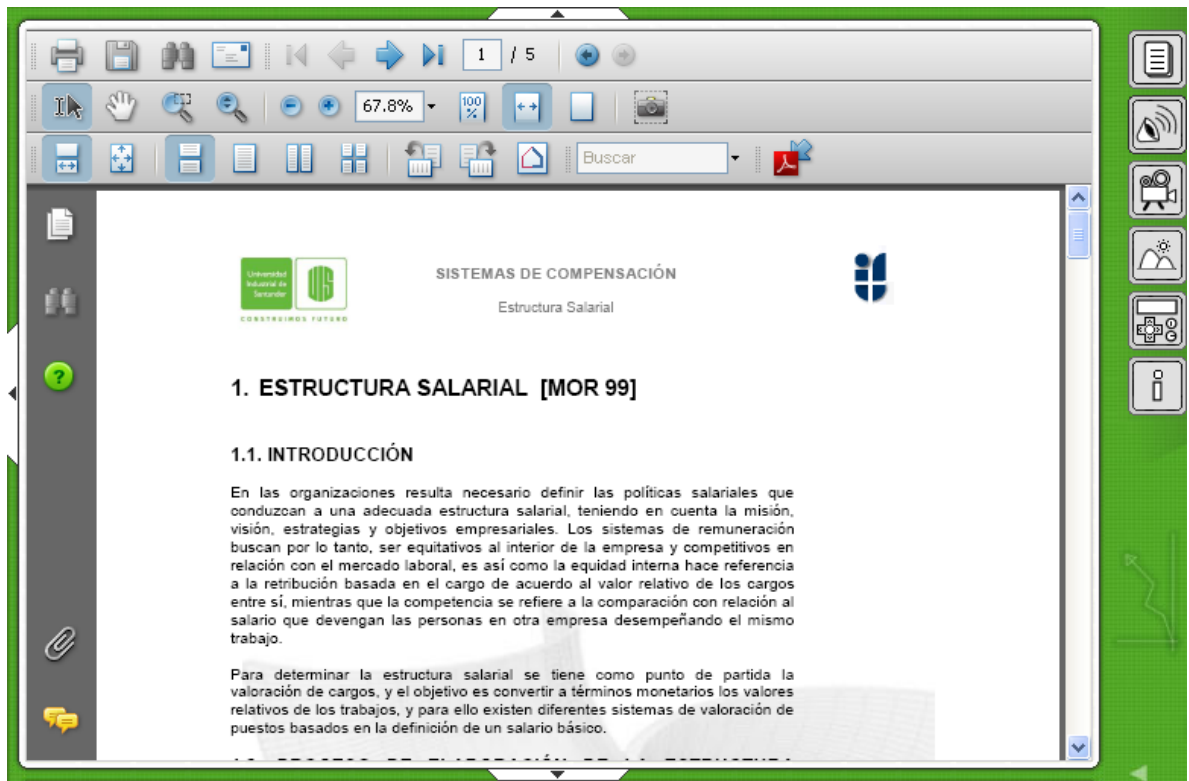 1 / 5
67.8%
100
%
Buscar
Universidad
Industrial de
Santander
UIS
CONSTRUIMOS FUTURO
SISTEMAS DE COMPENSACIÓN
Estructura Salarial
1. ESTRUCTURA SALARIAL [MOR 99]
1.1. INTRODUCCIÓN
En las organizaciones resulta necesario definir las políticas salariales que
conduzcan a una adecuada estructura salarial, teniendo en cuenta la misión,
visión, estrategias y objetivos empresariales. Los sistemas de remuneración
buscan por lo tanto, ser equitativos al interior de la empresa y competitivos en
relación con el mercado laboral, es así como la equidad interna hace referencia
a la retribución basada en el cargo de acuerdo al valor relativo de los cargos
entre sí, mientras que la competencia se refiere a la comparación con relación al
salario que devengan las personas en otra empresa desempeñando el mismo
trabajo.
Para determinar la estructura salarial se tiene como punto de partida la
valoración de cargos, y el objetivo es convertir a términos monetarios los valores
relativos de los trabajos, y para ello existen diferentes sistemas de valoración de
puestos basados en la definición de un salario básico.
PROCESO DE ELABORACIÓN DE LA ESTRUCTURA